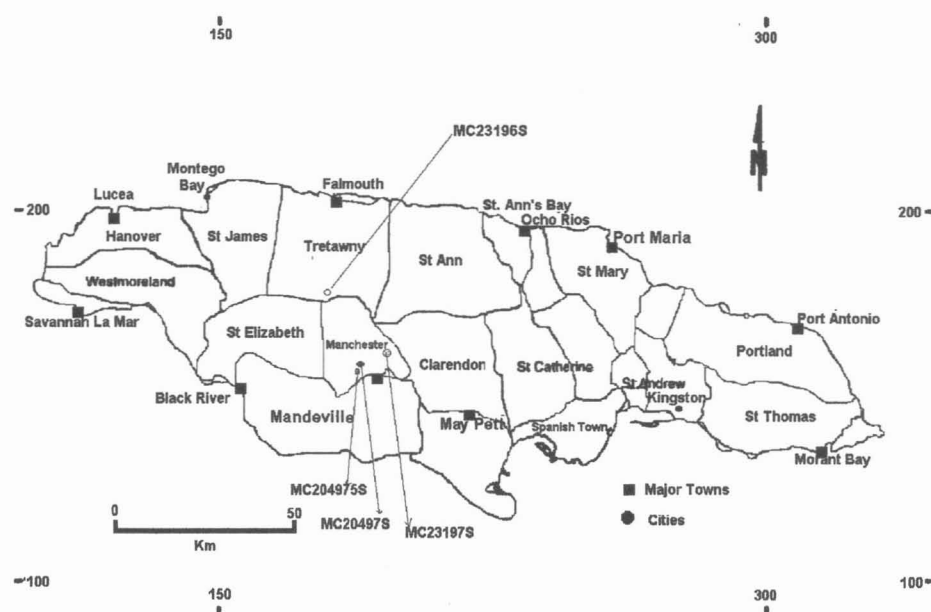 150
300
MC23196S
N
Montego
Bay
Falmouth
Lucea
St. Ann's Bay
Ocho Rios
200
200
Hanover
St James
Tretawny
Port Maria
St Ann
St Mary
Westmoreland
Savannah La Mar
St Elizabeth
Port Antonio
Manchester
Portland
Clarendon
St Catherine
St Andrew
Kingston
Black River
Mandeville
May Pen
Spanish Town
St Thomas
Morant Bay
MC204975S
MC20497S
MC23197S
Major Towns
Cities
0
50
Km
100
100
150
300